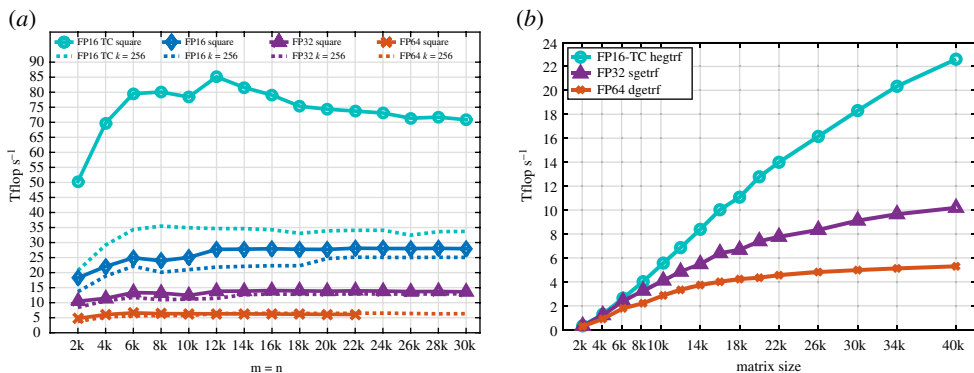 (a)
FP16 TC square FP16 square FP32 square FP64 square
FP16 TC k = 256 FP16 k = 256 FP32 k = 256 FP64 k = 256
90
85
80
75
70
65
60
55
50
45
40
35
30
25
20
15
10
5
0
Tflop s⁻¹
2k 4k 6k 8k 10k 12k 14k 16k 18k 20k 22k 24k 26k 28k 30k
m = n
(b)
FP16-TC hgetrf
FP32 sgetrf
FP64 dgetrf
24
22
20
18
16
14
12
10
8
6
4
2
0
Tflop s⁻¹
2k 4k 6k 8k 10k 14k 18k 22k 26k 30k 34k 40k
matrix size